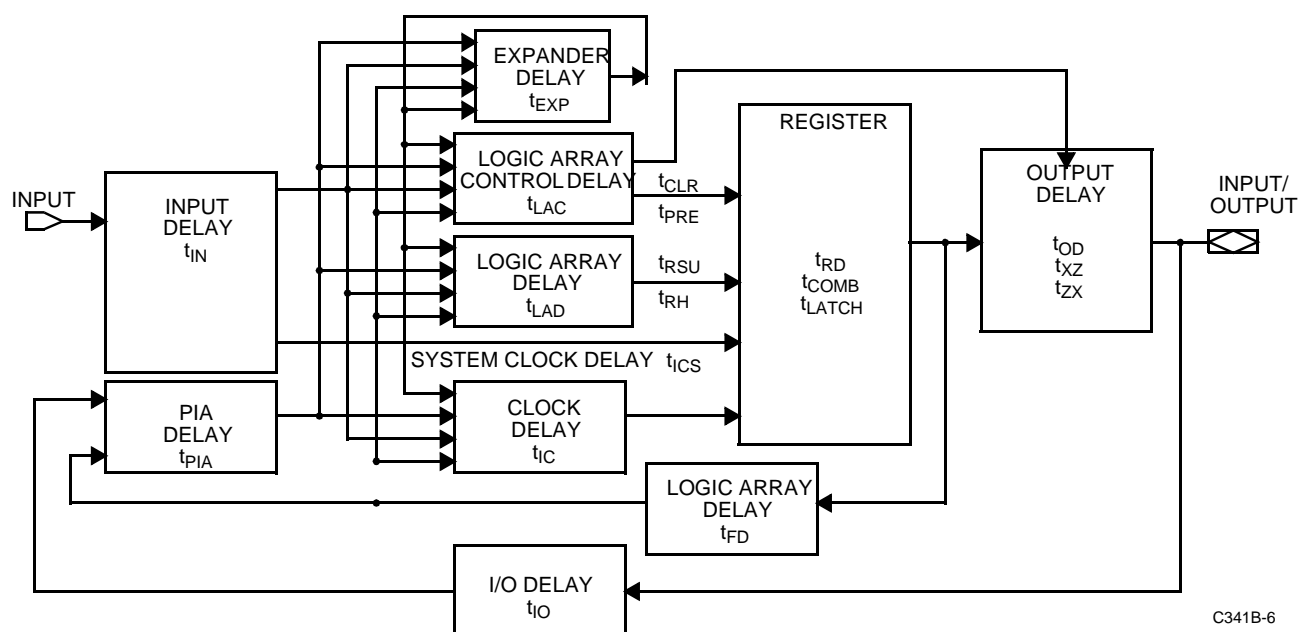 EXPANDER
DELAY
tEXP
REGISTER
LOGIC ARRAY
CONTROL DELAY
tLAC
tCLR
tPRE
OUTPUT
DELAY
tOD
tXZ
tZX
INPUT/
OUTPUT
INPUT
INPUT
DELAY
tIN
LOGIC ARRAY
DELAY
tLAD
tRSU
tRH
tRD
tCOMB
tLATCH
SYSTEM CLOCK DELAY tICS
PIA
DELAY
tPIA
CLOCK
DELAY
tIC
LOGIC ARRAY
DELAY
tFD
I/O DELAY
tIO
C341B-6